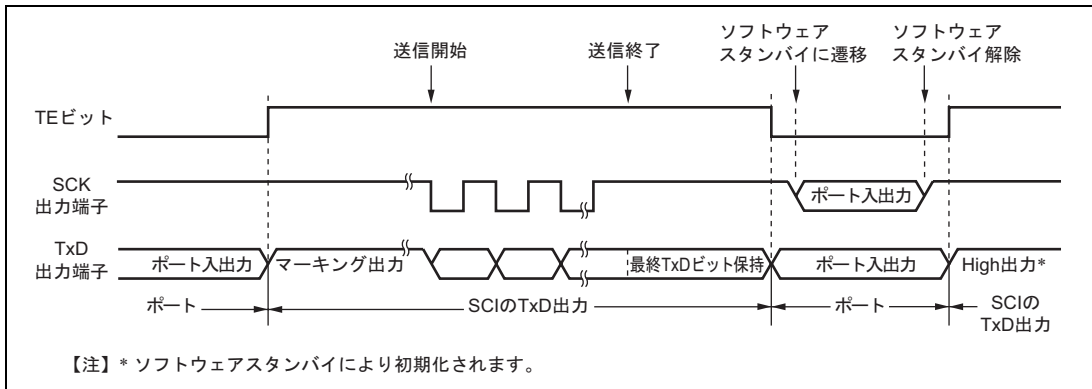 送信開始
送信終了
ソフトウェア
スタンバイに遷移
ソフトウェア
スタンバイ解除
TEビット
SCK
出力端子
ポート入出力
TxD
出力端子
ポート入出力
マーキング出力
最終TxDビット保持
ポート入出力
High出力*
ポート
SCIのTxD出力
ポート
SCIの
TxD出力
【注】* ソフトウェアスタンバイにより初期化されます。